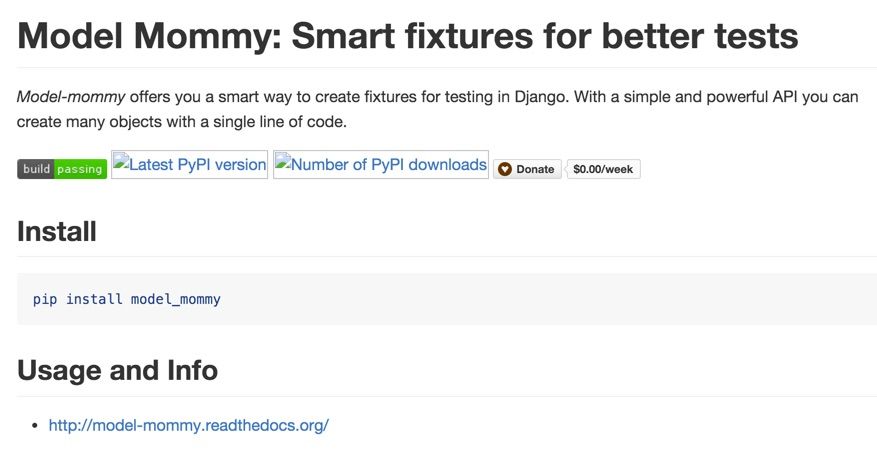 Model Mommy: Smart fixtures for better tests
Model-mommy offers you a smart way to create fixtures for testing in Django. With a simple and powerful API you can
create many objects with a single line of code.
build passing Latest PyPI version Number of PyPI downloads Donate $0.00/week
Install
pip install model_mommy
Usage and Info
• http://model-mommy.readthedocs.org/